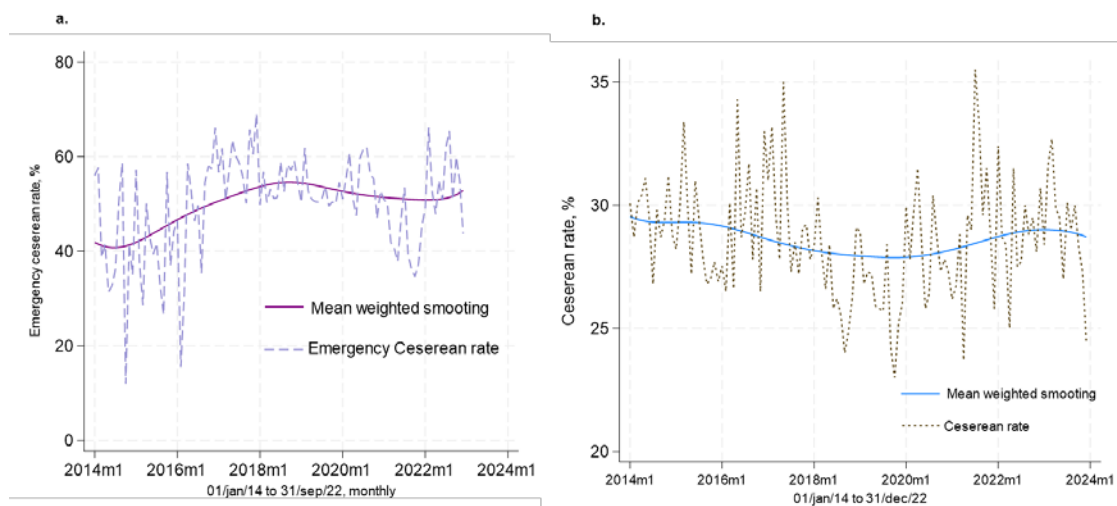 a.
Emergency ceserean rate, %
80
60
40
20
0
Mean weighted smooting
Emergency Ceserean rate
2014m1 2016m1 2018m1 2020m1 2022m1 2024m1
01/jan/14 to 31/sep/22, monthly
b.
Ceserean rate, %
35
30
25
20
Mean weighted smooting
Ceserean rate
2014m1 2016m1 2018m1 2020m1 2022m1 2024m1
01/jan/14 to 31/dec/22